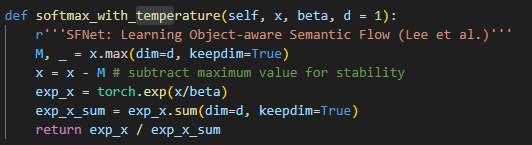 def softmax_with_temperature(self, x, beta, d = 1):
    r'''SFNet: Learning Object-aware Semantic Flow (Lee et al.)'''
    M, _ = x.max(dim=d, keepdim=True)
    x = x - M # subtract maximum value for stability
    exp_x = torch.exp(x/beta)
    exp_x_sum = exp_x.sum(dim=d, keepdim=True)
    return exp_x / exp_x_sum